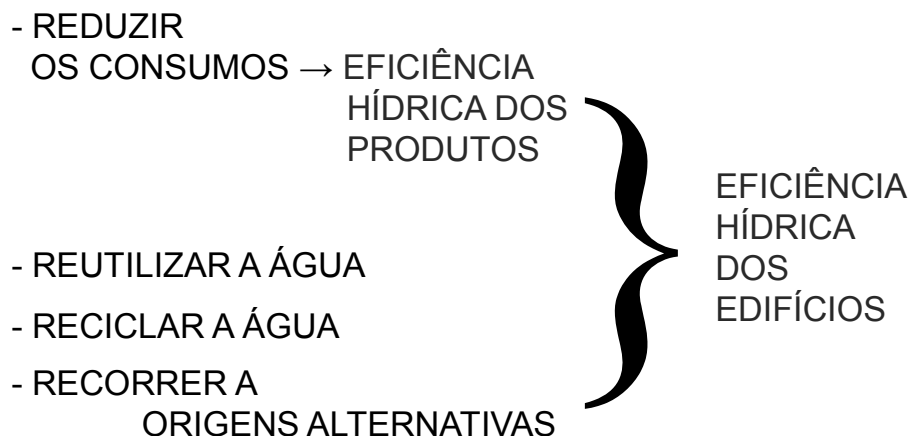 - REDUZIR
OS CONSUMOS → EFICIÊNCIA
HÍDRICA DOS
PRODUTOS
- REUTILIZAR A ÁGUA
- RECICLAR A ÁGUA
- RECORRER A
ORIGENS ALTERNATIVAS
EFICIÊNCIA
HÍDRICA
DOS
EDIFÍCIOS